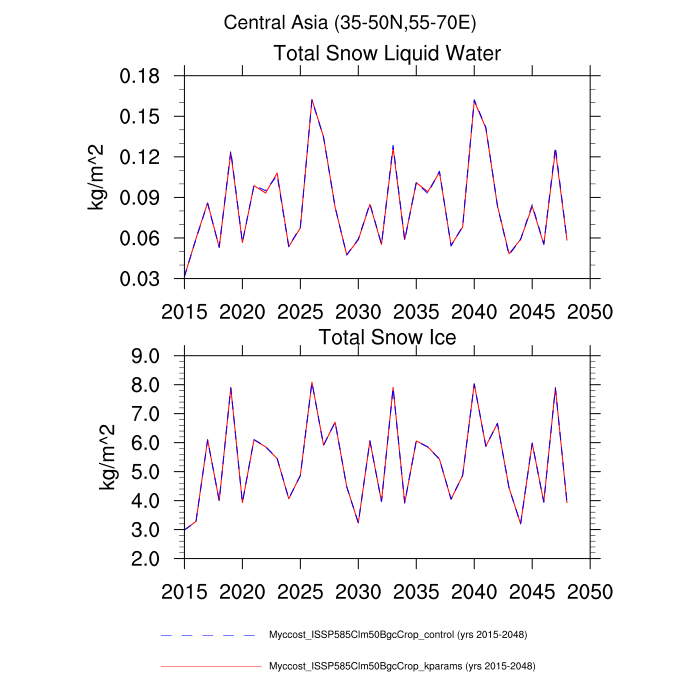 Central Asia (35-50N,55-70E)
Total Snow Liquid Water
0.18
0.15
0.12
0.09
0.06
0.03
kg/m^2
2015 2020 2025 2030 2035 2040 2045 2050
Total Snow Ice
9.0
8.0
7.0
6.0
5.0
4.0
3.0
2.0
kg/m^2
2015 2020 2025 2030 2035 2040 2045 2050
Myccost_ISSP585Clm50BgcCrop_control (yrs 2015-2048)
Myccost_ISSP585Clm50BgcCrop_kparams (yrs 2015-2048)